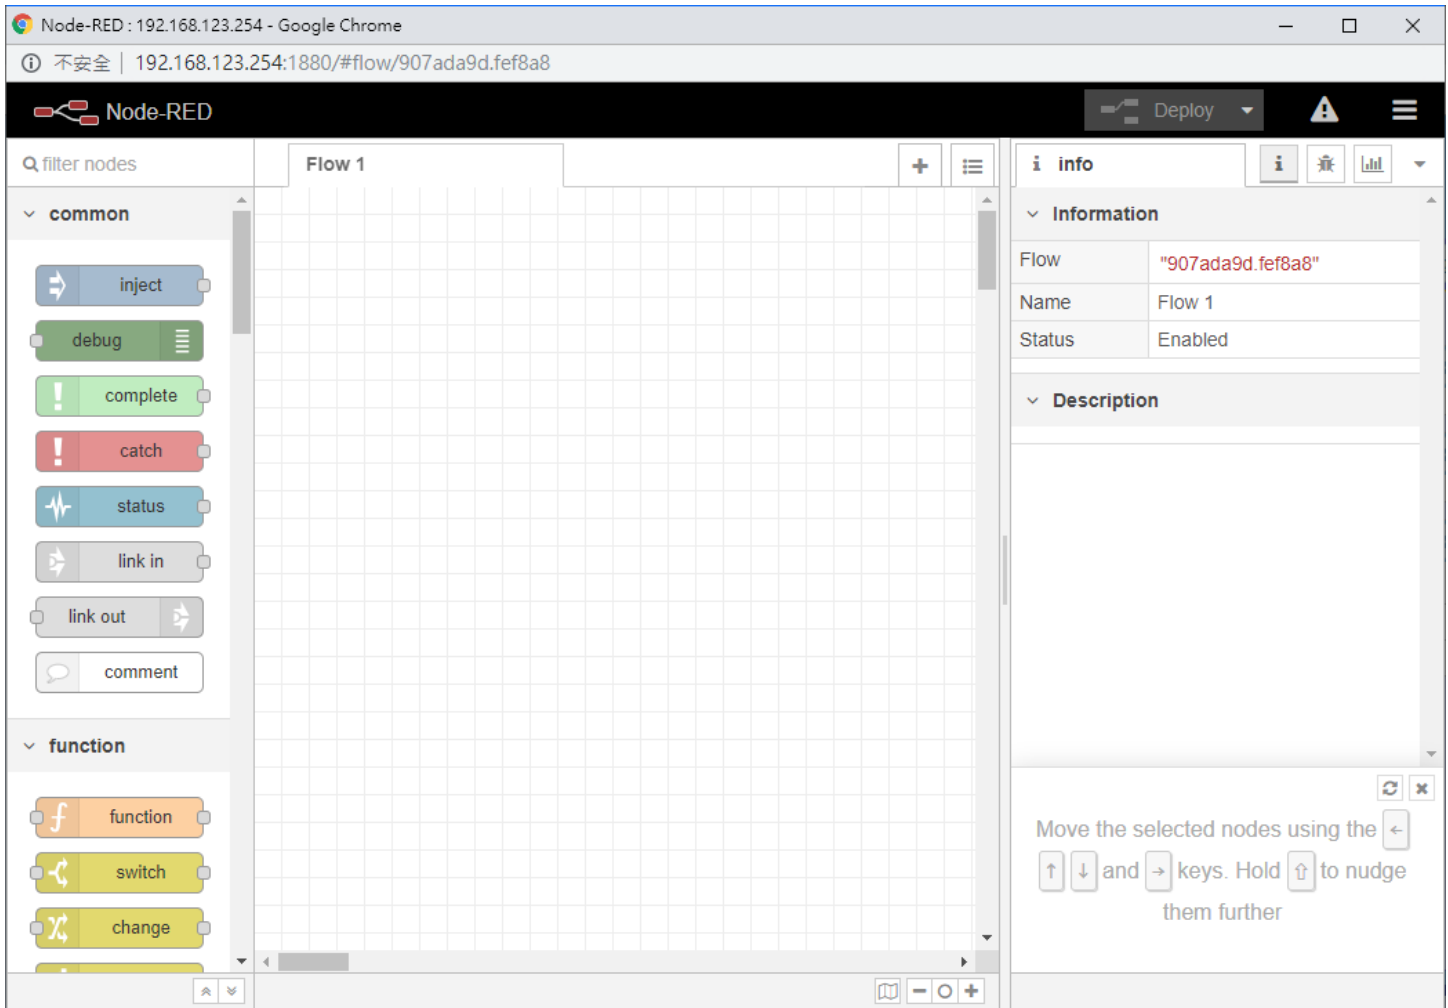 Node-RED : 192.168.123.254 - Google Chrome
不安全 | 192.168.123.254:1880/#flow/907ada9d.fef8a8
Node-RED
Deploy
filter nodes
Flow 1
i info
i
common
inject
debug
complete
catch
status
link in
link out
comment
function
function
switch
change
Information
Flow "907ada9d.fef8a8"
Name Flow 1
Status Enabled
Description
Move the selected nodes using the ←
↑ ↓ and → keys. Hold ⇧ to nudge
them further